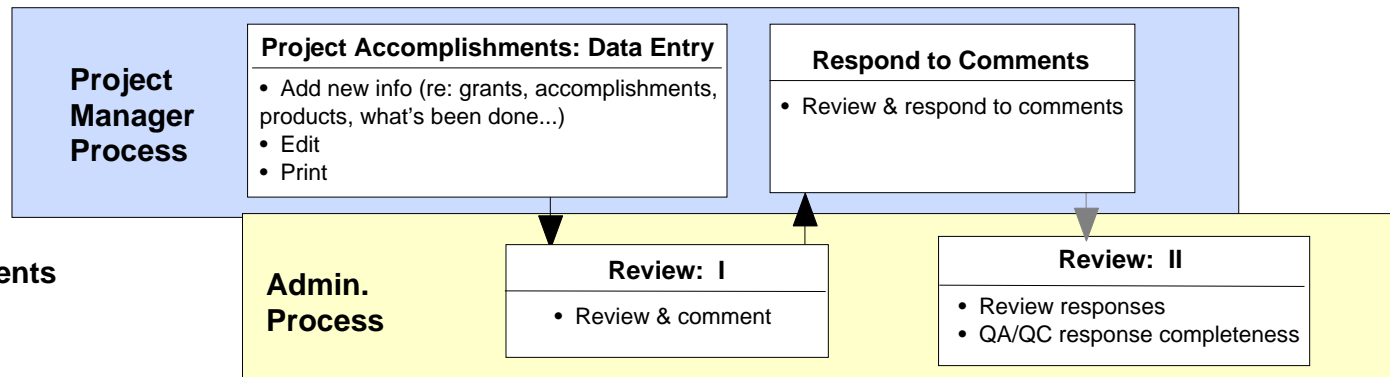 Project
Manager
Process
Project Accomplishments: Data Entry
• Add new info (re: grants, accomplishments,
products, what's been done...)
• Edit
• Print
Respond to Comments
• Review & respond to comments
ents
Admin.
Process
Review: I
• Review & comment
Review: II
• Review responses
• QA/QC response completeness